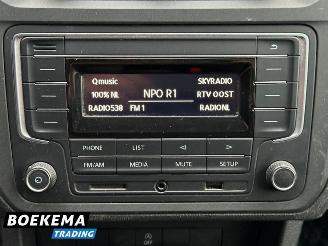 Qmusic SKYRADIO
100% NL NPO R1 RTV OOST
RADIO538 FM1 RADIONL
PHONE LIST
FM/AM MEDIA MUTE SETUP
BOEKEMA
TRADING